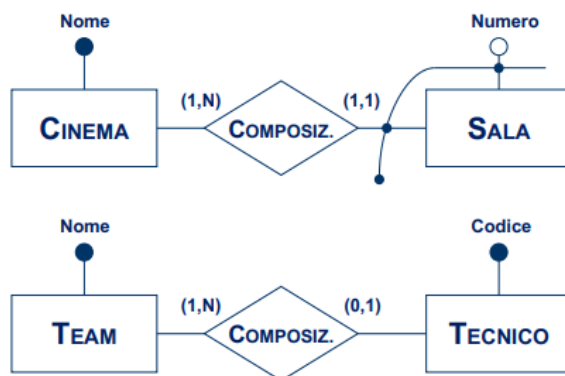 Nome Numero
(1,N) (1,1)
CINEMA COMPOSIZ. SALA
Nome Codice
(1,N) (0,1)
TEAM COMPOSIZ. TECNICO